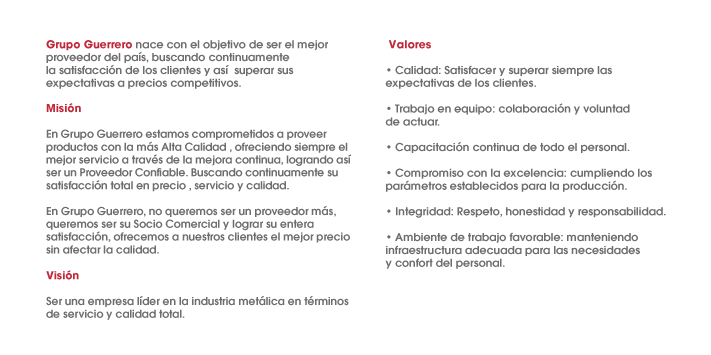 Grupo Guerrero nace con el objetivo de ser el mejor
proveedor del país, buscando continuamente
la satisfacción de los clientes y así superar sus
expectativas a precios competitivos.
Misión
En Grupo Guerrero estamos comprometidos a proveer
productos con la más Alta Calidad , ofreciendo siempre el
mejor servicio a través de la mejora continua, logrando así
ser un Proveedor Confiable. Buscando continuamente su
satisfacción total en precio , servicio y calidad.
En Grupo Guerrero, no queremos ser un proveedor más,
queremos ser su Socio Comercial y lograr su entera
satisfacción, ofrecemos a nuestros clientes el mejor precio
sin afectar la calidad.
Visión
Ser una empresa líder en la industria metálica en términos
de servicio y calidad total.
Valores
• Calidad: Satisfacer y superar siempre las
expectativas de los clientes.
• Trabajo en equipo: colaboración y voluntad
de actuar.
• Capacitación continua de todo el personal.
• Compromiso con la excelencia: cumpliendo los
parámetros establecidos para la producción.
• Integridad: Respeto, honestidad y responsabilidad.
• Ambiente de trabajo favorable: manteniendo
infraestructura adecuada para las necesidades
y confort del personal.